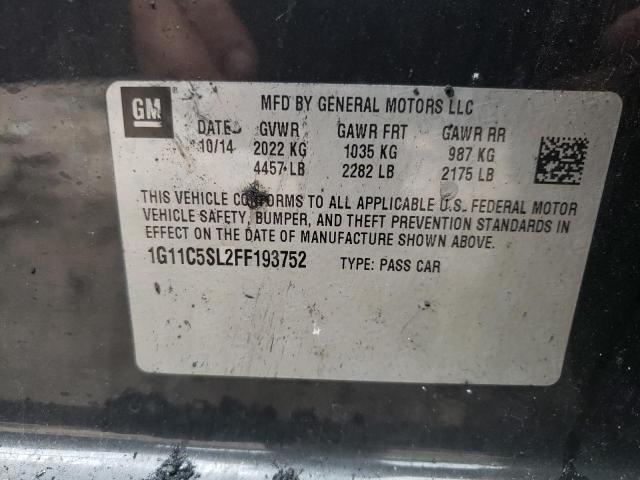 GM
MFD BY GENERAL MOTORS LLC
DATE GVWR GAWR FRT GAWR RR
10/14 2022 KG 1035 KG 987 KG
4457 LB 2282 LB 2175 LB
THIS VEHICLE CONFORMS TO ALL APPLICABLE U.S. FEDERAL MOTOR
VEHICLE SAFETY, BUMPER, AND THEFT PREVENTION STANDARDS IN
EFFECT ON THE DATE OF MANUFACTURE SHOWN ABOVE.
1G11C5SL2FF193752 TYPE: PASS CAR